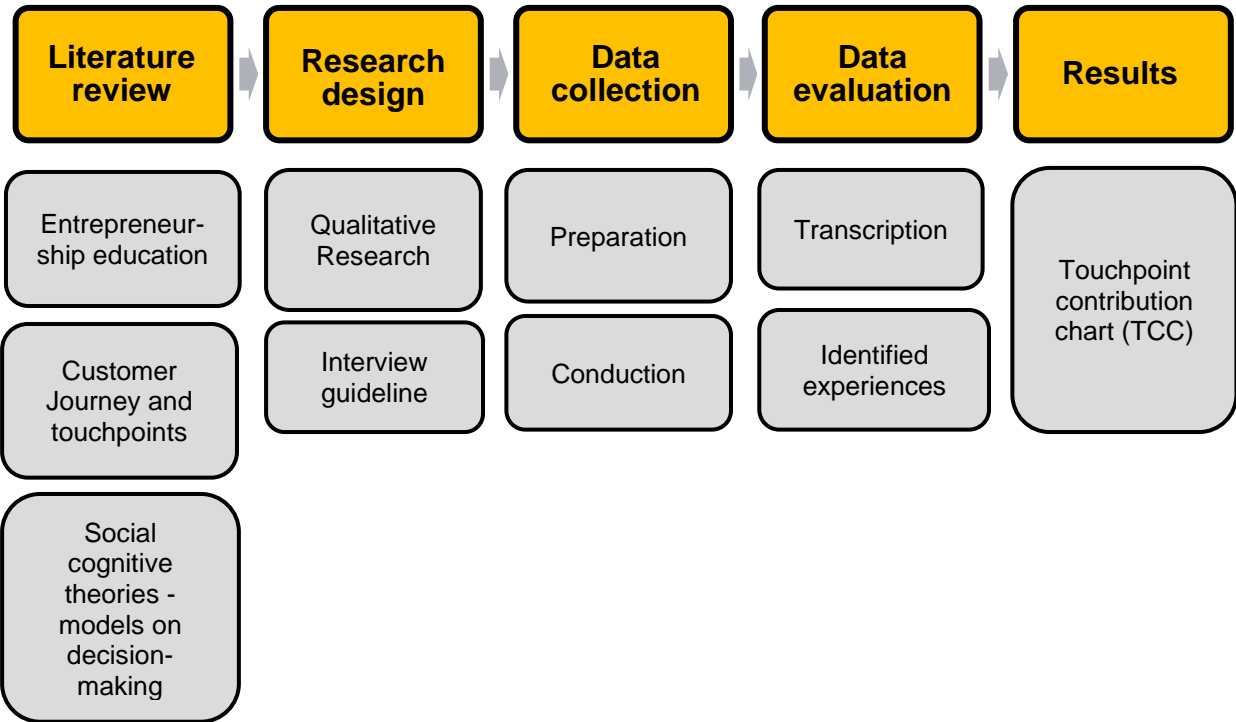 Literature
review
Research
design
Data
collection
Data
evaluation
Results
Entrepreneur-
ship education
Customer
Journey and
touchpoints
Social
cognitive
theories -
models on
decision-
making
Qualitative
Research
Interview
guideline
Preparation
Conduction
Transcription
Identified
experiences
Touchpoint
contribution
chart (TCC)